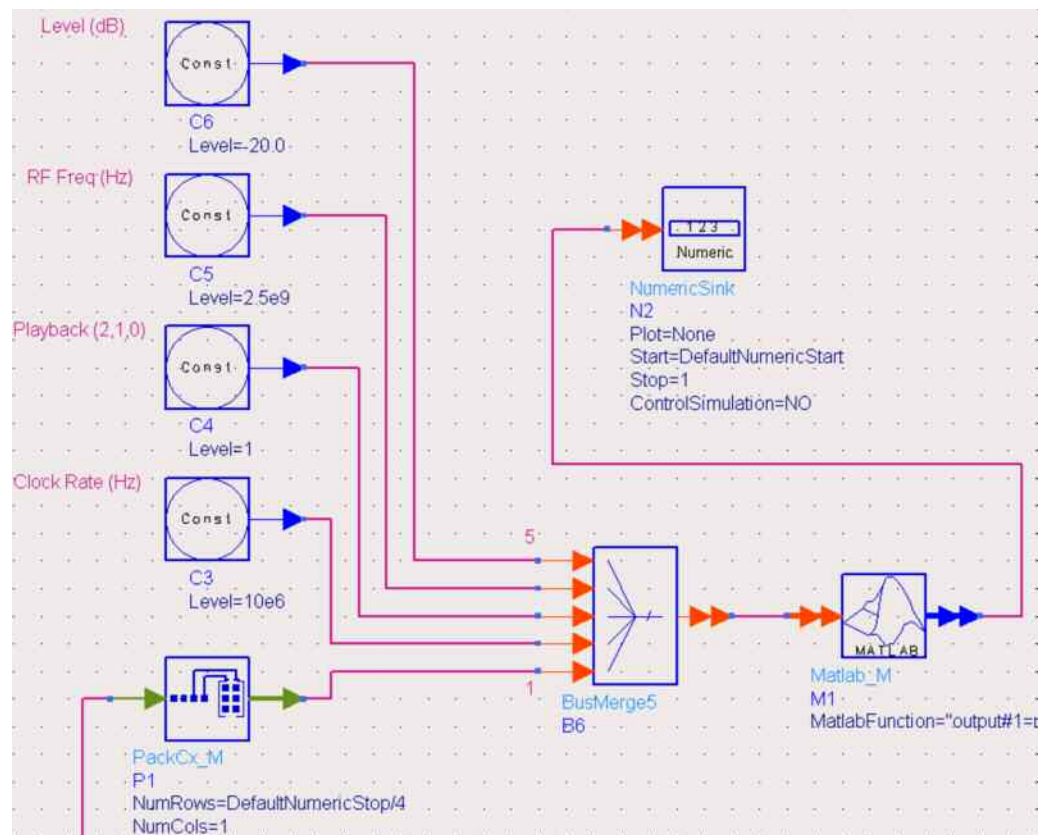 Level (dB)
Const
C6
Level=-20.0
RF Freq (Hz)
Const
C5
Level=2.5e9
Playback (2,1,0)
Const
C4
Level=1
Clock Rate (Hz)
Const
C3
Level=10e6
PackCx_M
P1
NumRows=DefaultNumericStop/4
NumCols=1
5
1
BusMerge5
B6
1 2 3
Numeric
NumericSink
N2
Plot=None
Start=DefaultNumericStart
Stop=1
ControlSimulation=NO
MATLAB
Matlab_M
M1
MatlabFunction="output#1=